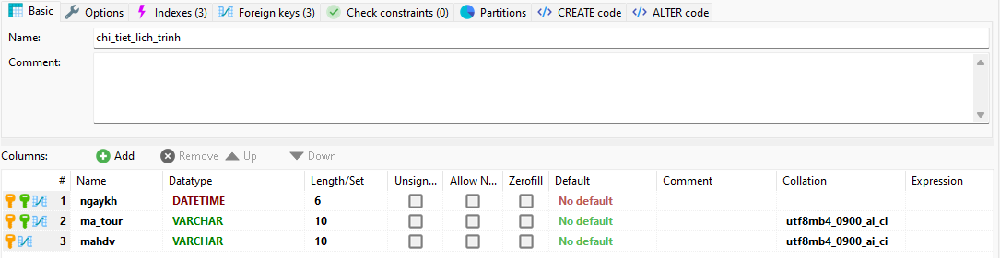 Basic Options Indexes (3) Foreign keys (3) Check constraints (0) Partitions CREATE code ALTER code
Name: chi_tiet_lich_trinh
Comment:
Columns: Add Remove Up Down
# Name Datatype Length/Set Unsign... Allow N... Zerofill Default Comment Collation Expression
1 ngaykh DATETIME 6 No default
2 ma_tour VARCHAR 10 No default utf8mb4_0900_ai_ci
3 mahdv VARCHAR 10 No default utf8mb4_0900_ai_ci